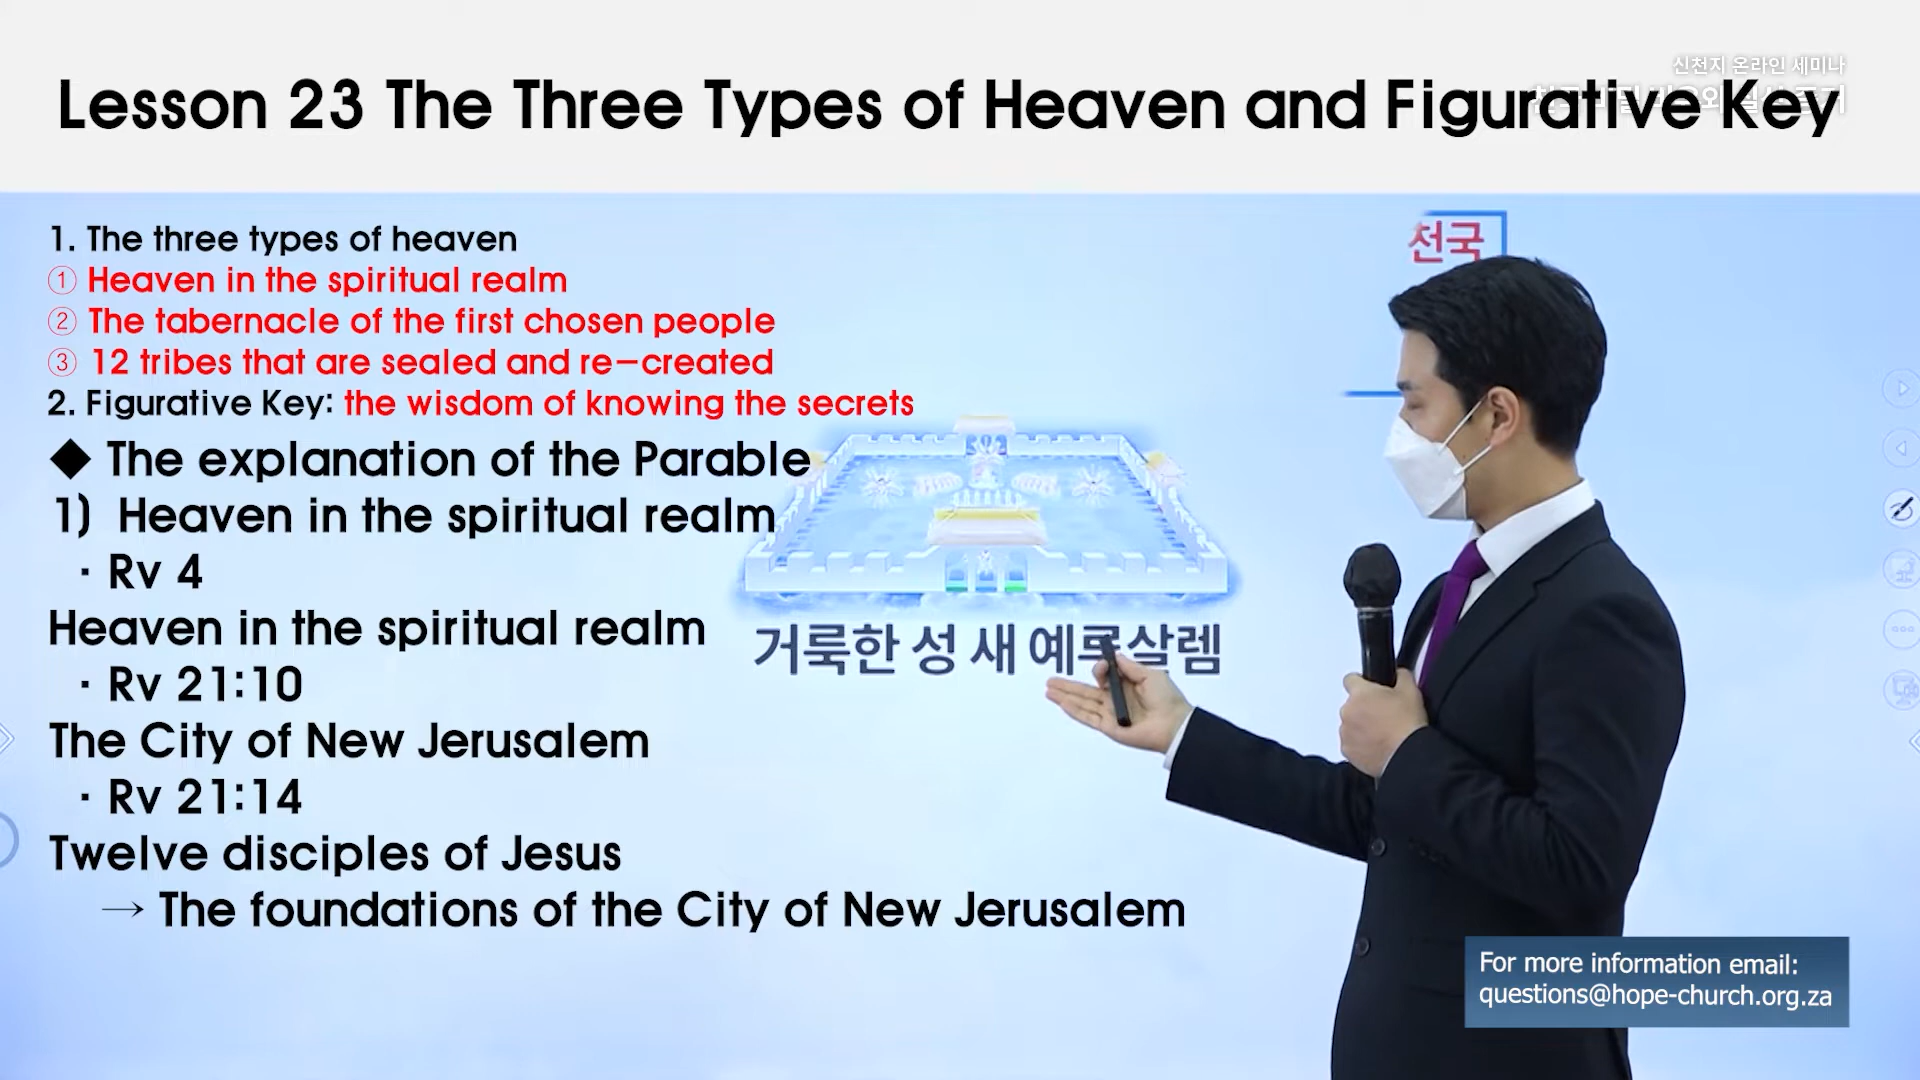 신천지 온라인 세미나
Lesson 23 The Three Types of Heaven and Figurative Key
1. The three types of heaven
① Heaven in the spiritual realm
② The tabernacle of the first chosen people
③ 12 tribes that are sealed and re-created
2. Figurative Key: the wisdom of knowing the secrets
◆ The explanation of the Parable
1) Heaven in the spiritual realm
· Rv 4
Heaven in the spiritual realm
· Rv 21:10
The City of New Jerusalem
· Rv 21:14
Twelve disciples of Jesus
→ The foundations of the City of New Jerusalem
천국
거룩한 성 새 예루살렘
For more information email:
questions@hope-church.org.za